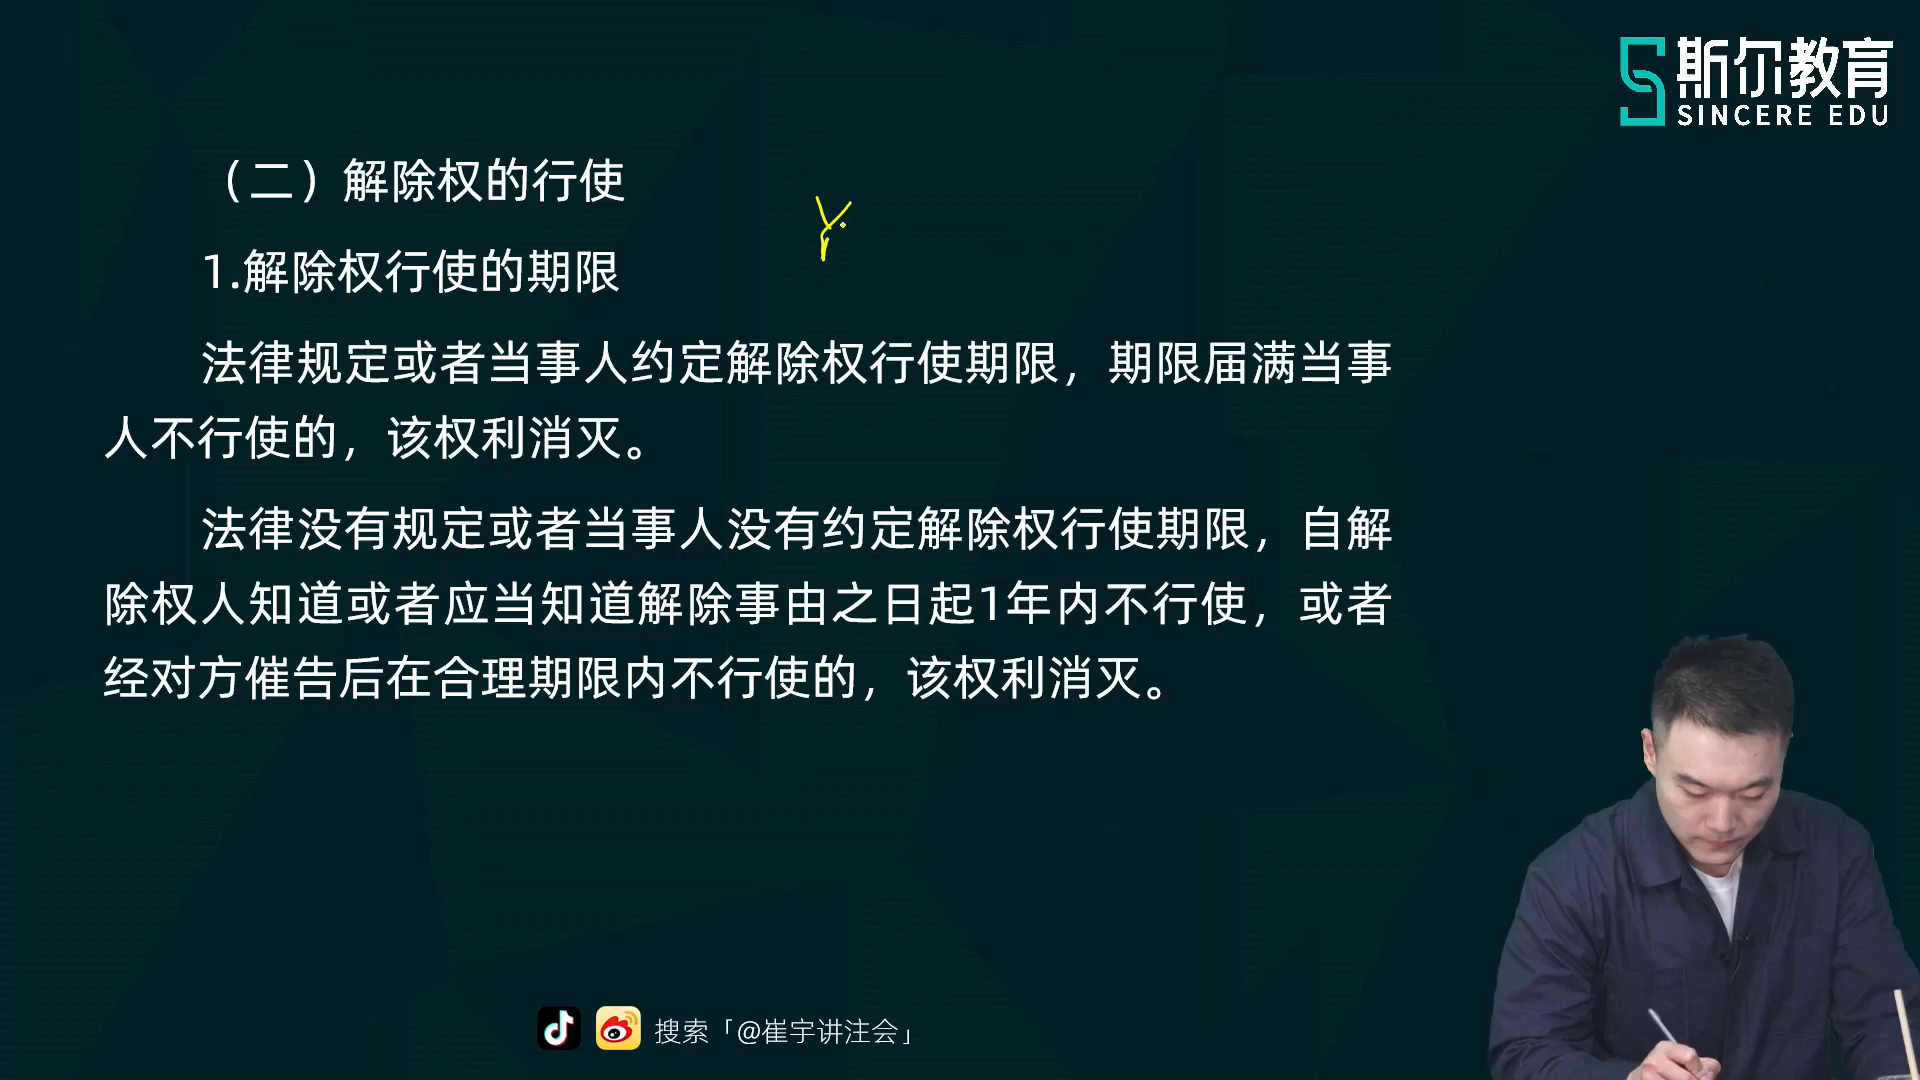 斯尔教育
SINCERE EDU
（二）解除权的行使
1.解除权行使的期限
法律规定或者当事人约定解除权行使期限，期限届满当事
人不行使的，该权利消灭。
法律没有规定或者当事人没有约定解除权行使期限，自解
除权人知道或者应当知道解除事由之日起1年内不行使，或者
经对方催告后在合理期限内不行使的，该权利消灭。
搜索「@崔宇讲注会」